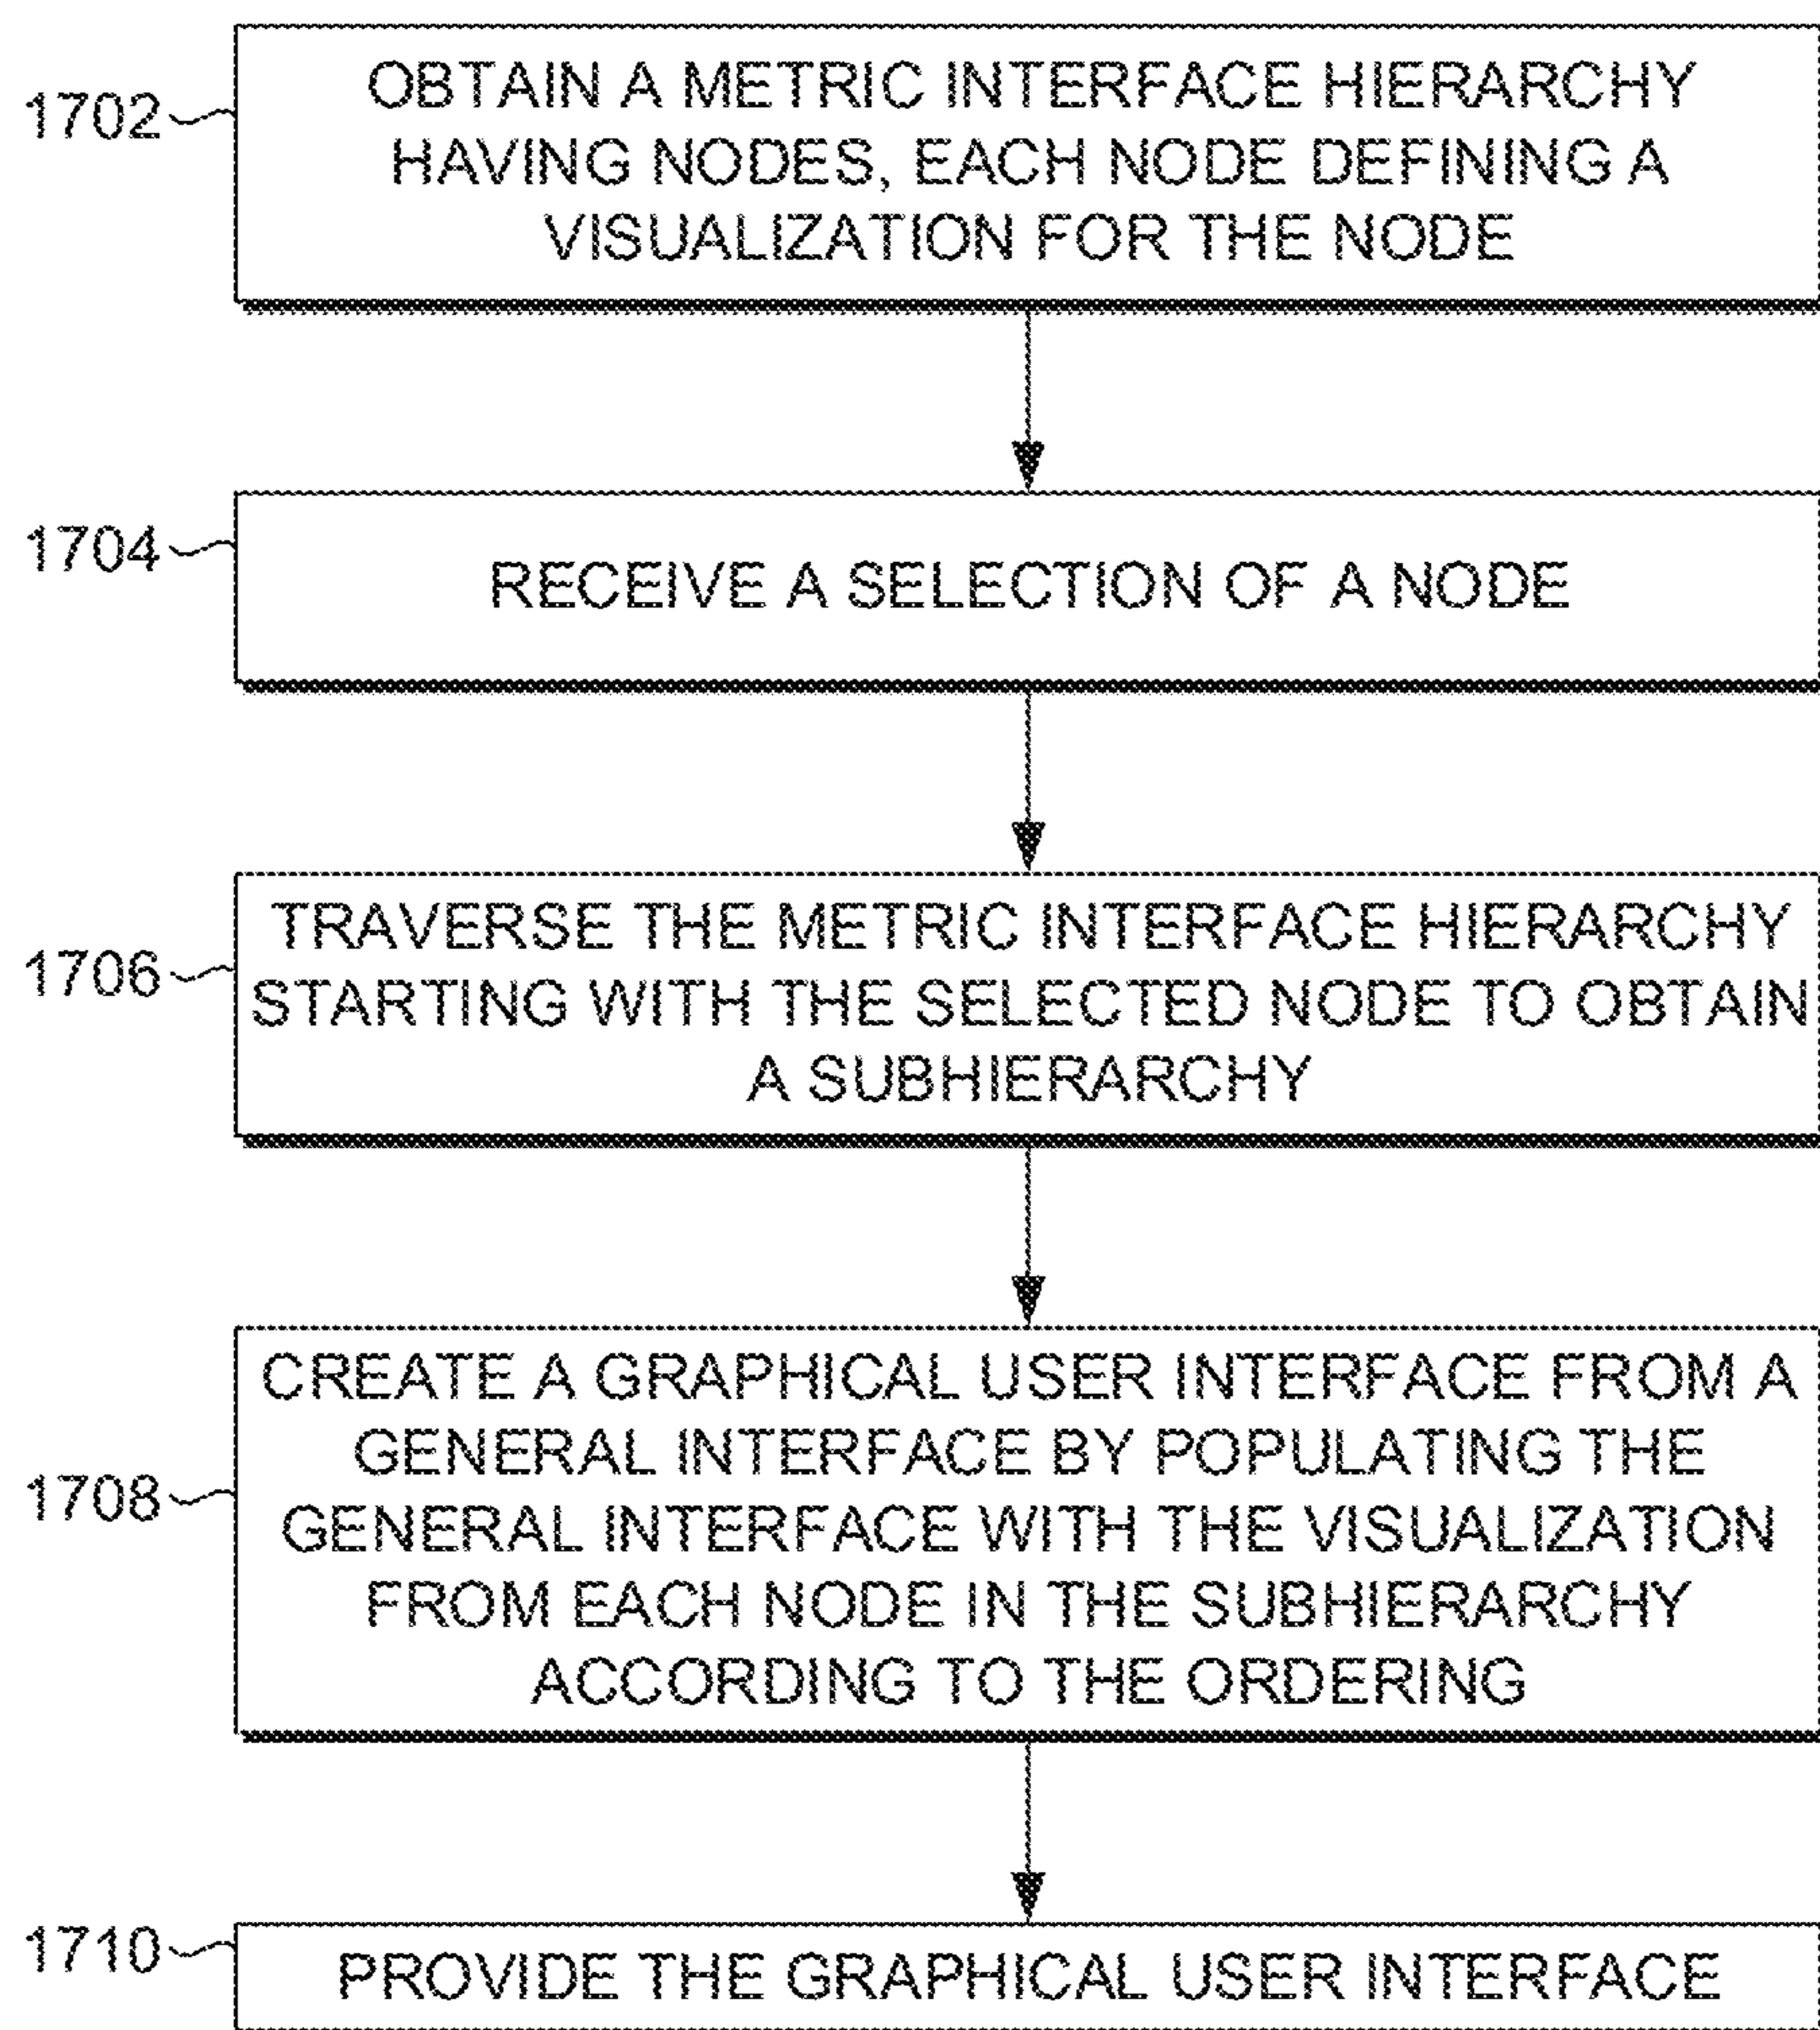 1702
OBTAIN A METRIC INTERFACE HIERARCHY
HAVING NODES, EACH NODE DEFINING A
VISUALIZATION FOR THE NODE
1704
RECEIVE A SELECTION OF A NODE
1706
TRAVERSE THE METRIC INTERFACE HIERARCHY
STARTING WITH THE SELECTED NODE TO OBTAIN
A SUBHIERARCHY
1708
CREATE A GRAPHICAL USER INTERFACE FROM A
GENERAL INTERFACE BY POPULATING THE
GENERAL INTERFACE WITH THE VISUALIZATION
FROM EACH NODE IN THE SUBHIERARCHY
ACCORDING TO THE ORDERING
1710
PROVIDE THE GRAPHICAL USER INTERFACE